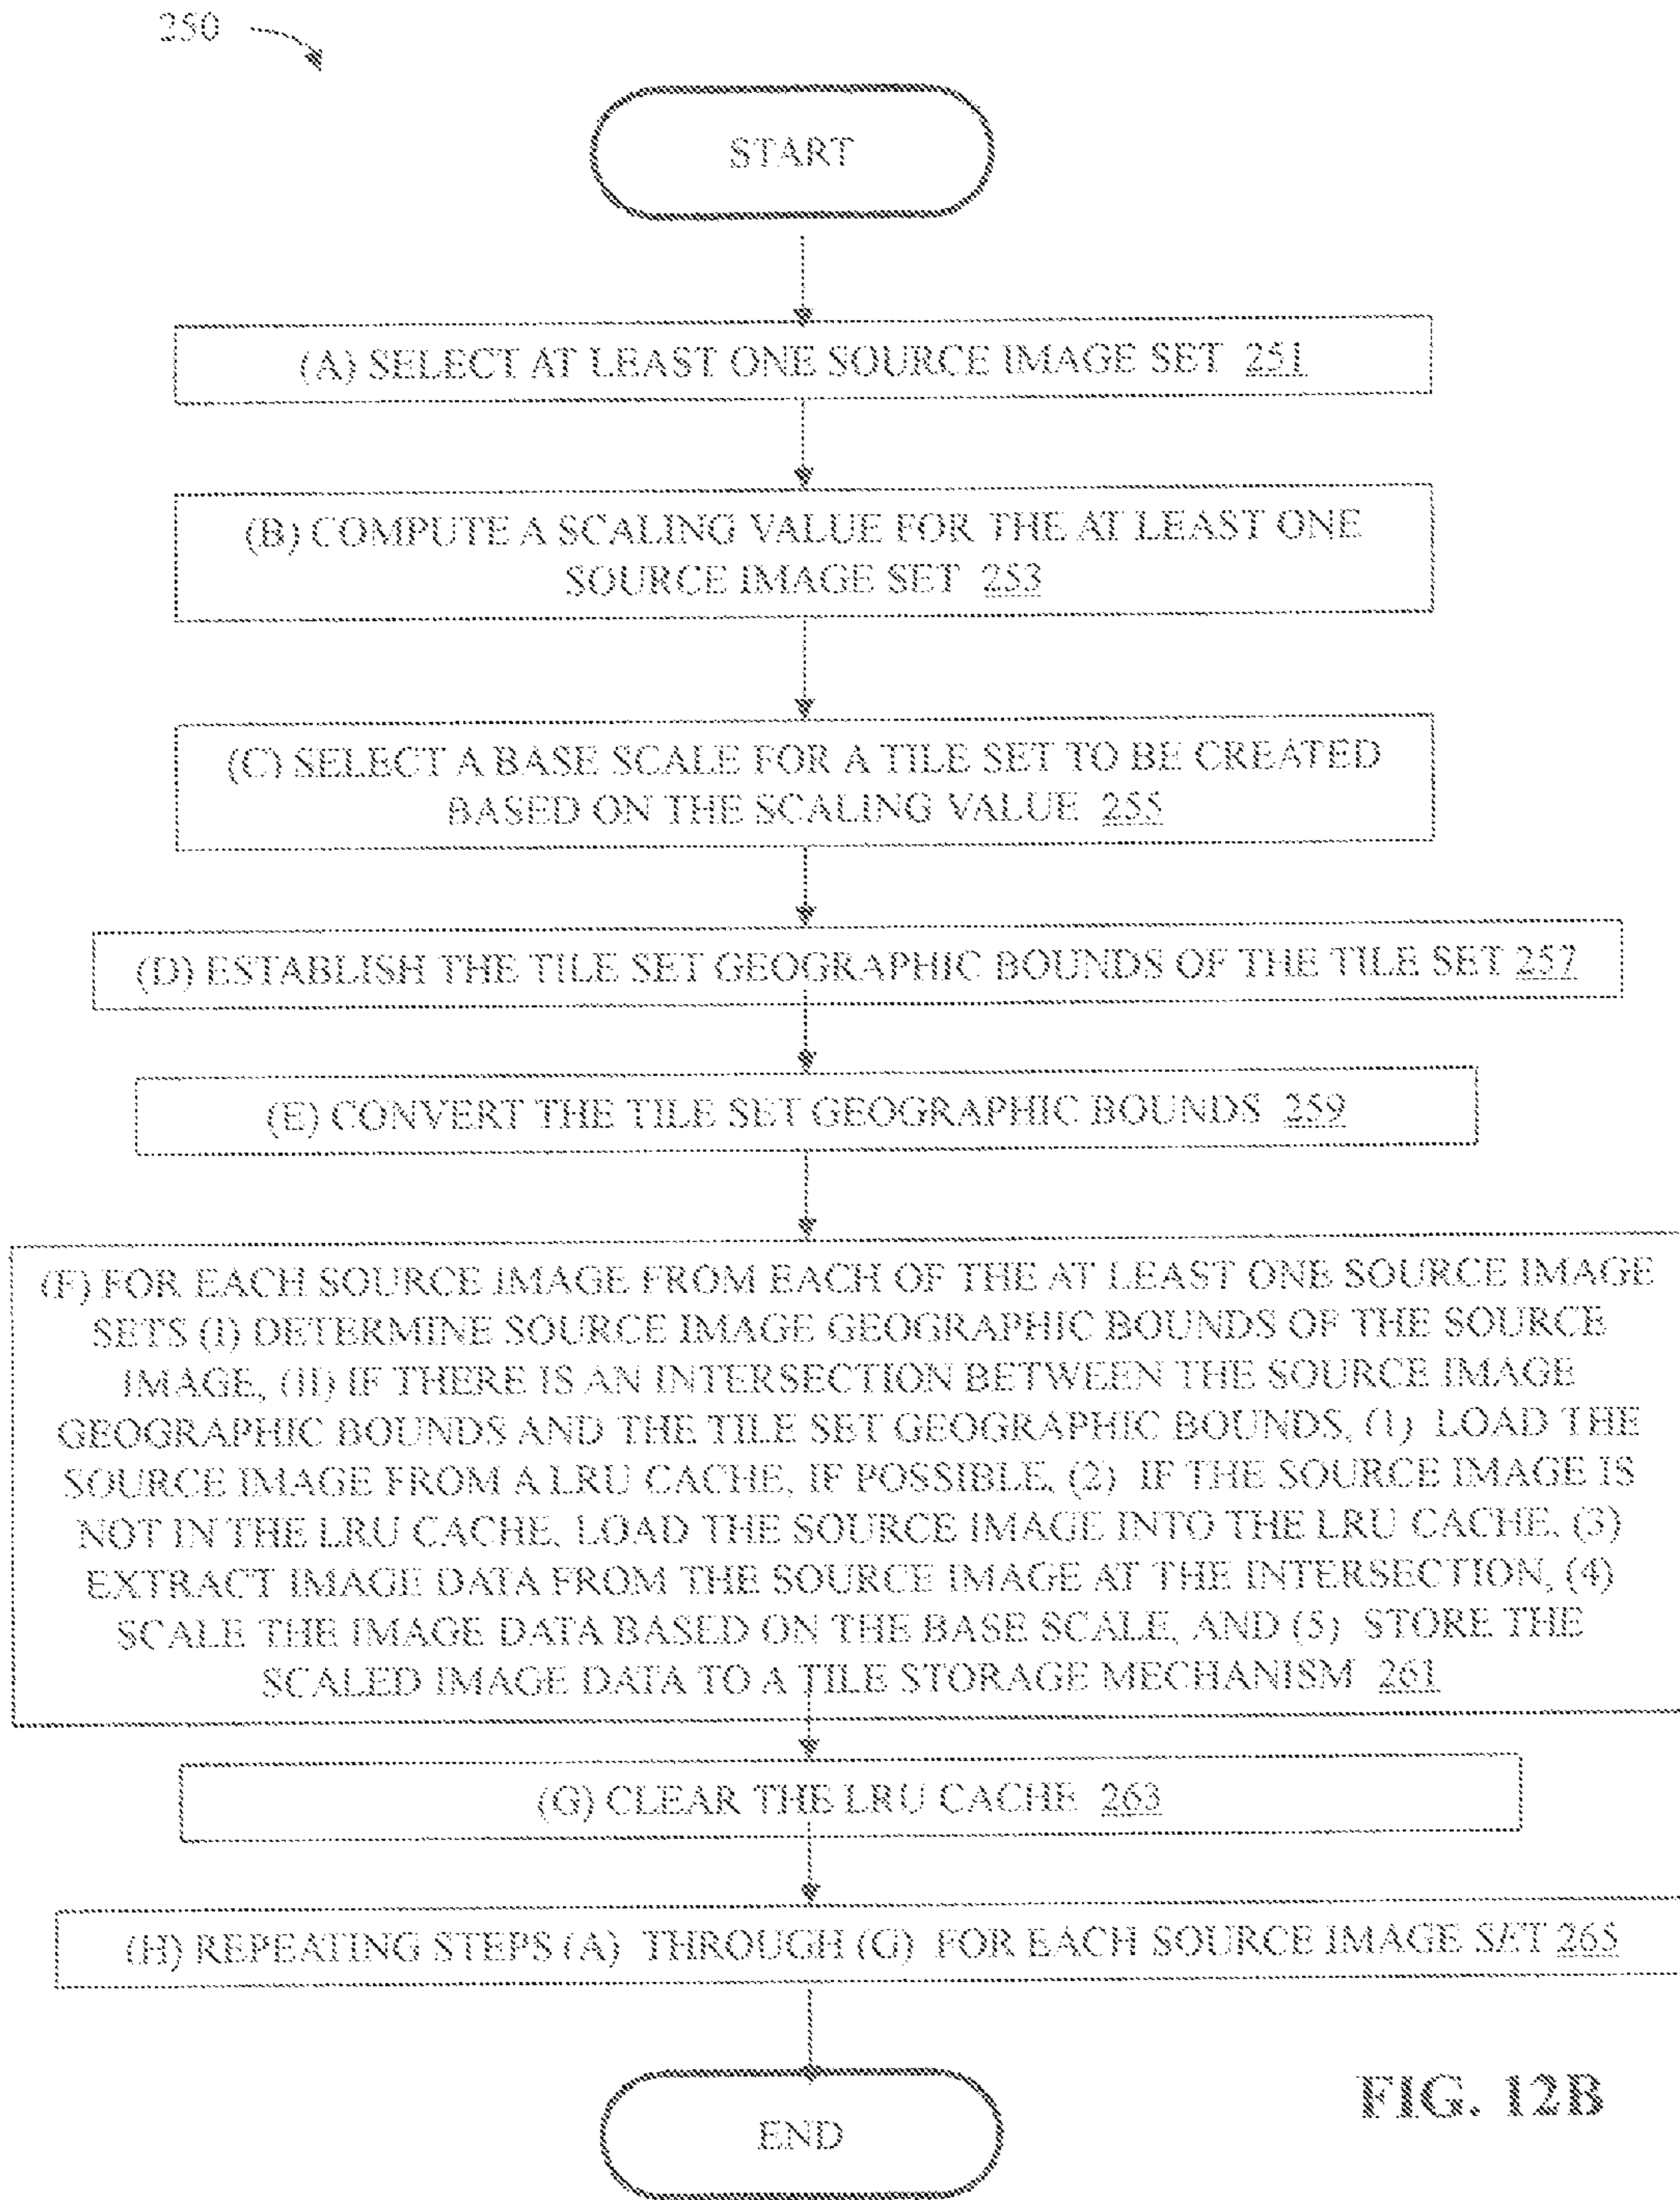 250
START
(A) SELECT AT LEAST ONE SOURCE IMAGE SET 251
(B) COMPUTE A SCALING VALUE FOR THE AT LEAST ONE
SOURCE IMAGE SET 253
(C) SELECT A BASE SCALE FOR A TILE SET TO BE CREATED
BASED ON THE SCALING VALUE 255
(D) ESTABLISH THE TILE SET GEOGRAPHIC BOUNDS OF THE TILE SET 257
(E) CONVERT THE TILE SET GEOGRAPHIC BOUNDS 259
(F) FOR EACH SOURCE IMAGE FROM EACH OF THE AT LEAST ONE SOURCE IMAGE
SETS (I) DETERMINE SOURCE IMAGE GEOGRAPHIC BOUNDS OF THE SOURCE
IMAGE, (II) IF THERE IS AN INTERSECTION BETWEEN THE SOURCE IMAGE
GEOGRAPHIC BOUNDS AND THE TILE SET GEOGRAPHIC BOUNDS, (1) LOAD THE
SOURCE IMAGE FROM A LRU CACHE, IF POSSIBLE, (2) IF THE SOURCE IMAGE IS
NOT IN THE LRU CACHE, LOAD THE SOURCE IMAGE INTO THE LRU CACHE, (3)
EXTRACT IMAGE DATA FROM THE SOURCE IMAGE AT THE INTERSECTION, (4)
SCALE THE IMAGE DATA BASED ON THE BASE SCALE, AND (5) STORE THE
SCALED IMAGE DATA TO A TILE STORAGE MECHANISM 261
(G) CLEAR THE LRU CACHE 263
(H) REPEATING STEPS (A) THROUGH (G) FOR EACH SOURCE IMAGE SET 265
END
FIG. 12B